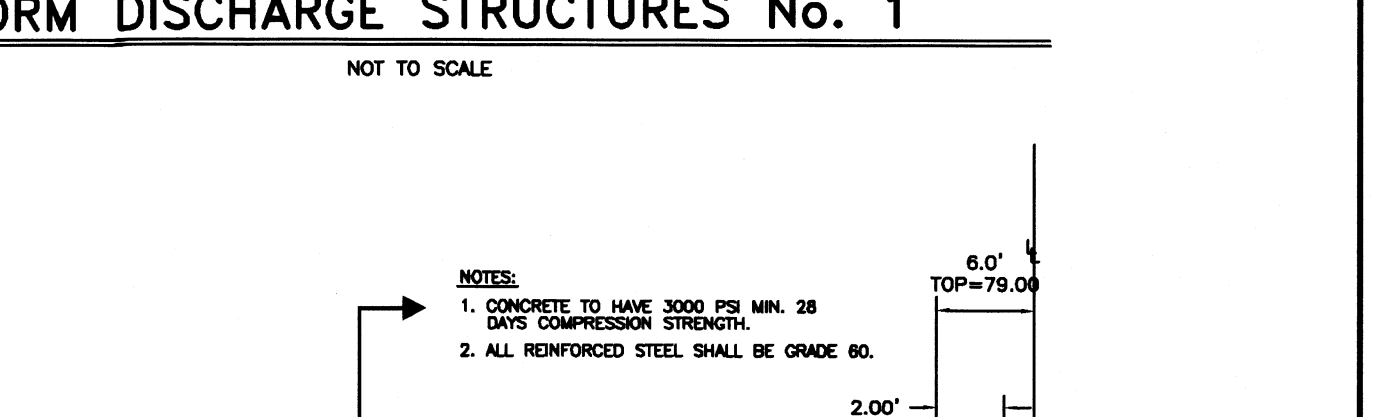 DISCHARGE STRUCTURES No. 1
NOT TO SCALE
NOTES:
1. CONCRETE TO HAVE 3000 PSI MIN. 28
DAYS COMPRESSION STRENGTH.
2. ALL REINFORCED STEEL SHALL BE GRADE 60.
6.0'
TOP=79.00
2.00'